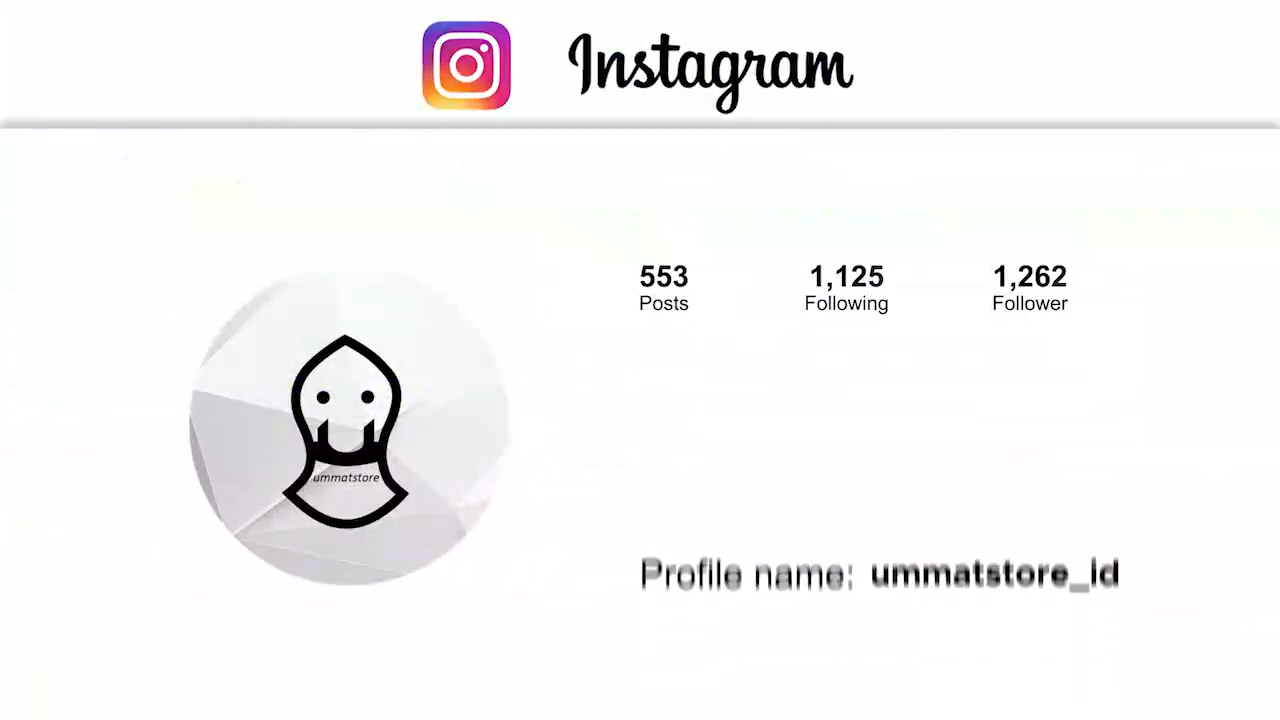 Instagram
553 1,125 1,262
Posts Following Follower
ummatstore
Profile name: ummatstore_id